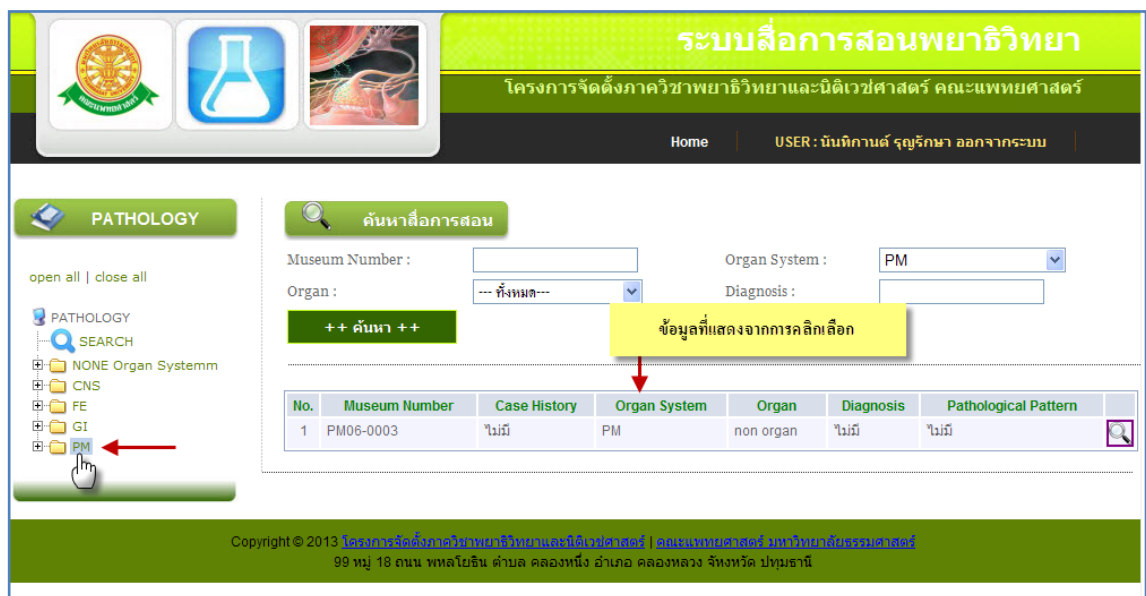 ระบบสื่อการสอนพยาธิวิทยา
โครงการจัดตั้งภาควิชาพยาธิวิทยาและนิติเวชศาสตร์ คณะแพทยศาสตร์
Home USER : นันทิกานต์ รุญรักษา ออกจากระบบ
PATHOLOGY
open all | close all
PATHOLOGY
SEARCH
NONE Organ Systemm
CNS
FE
GI
PM
ค้นหาสื่อการสอน
Museum Number : Organ System : PM
Organ : --- ทั้งหมด--- Diagnosis :
++ ค้นหา ++
ข้อมูลที่แสดงจากการคลิกเลือก
No. Museum Number Case History Organ System Organ Diagnosis Pathological Pattern
1 PM06-0003 ไม่มี PM non organ ไม่มี ไม่มี
Copyright © 2013 โครงการจัดตั้งภาควิชาพยาธิวิทยาและนิติเวชศาสตร์ | คณะแพทยศาสตร์ มหาวิทยาลัยธรรมศาสตร์
99 หมู่ 18 ถนน พหลโยธิน ตำบล คลองหนึ่ง อำเภอ คลองหลวง จังหวัด ปทุมธานี